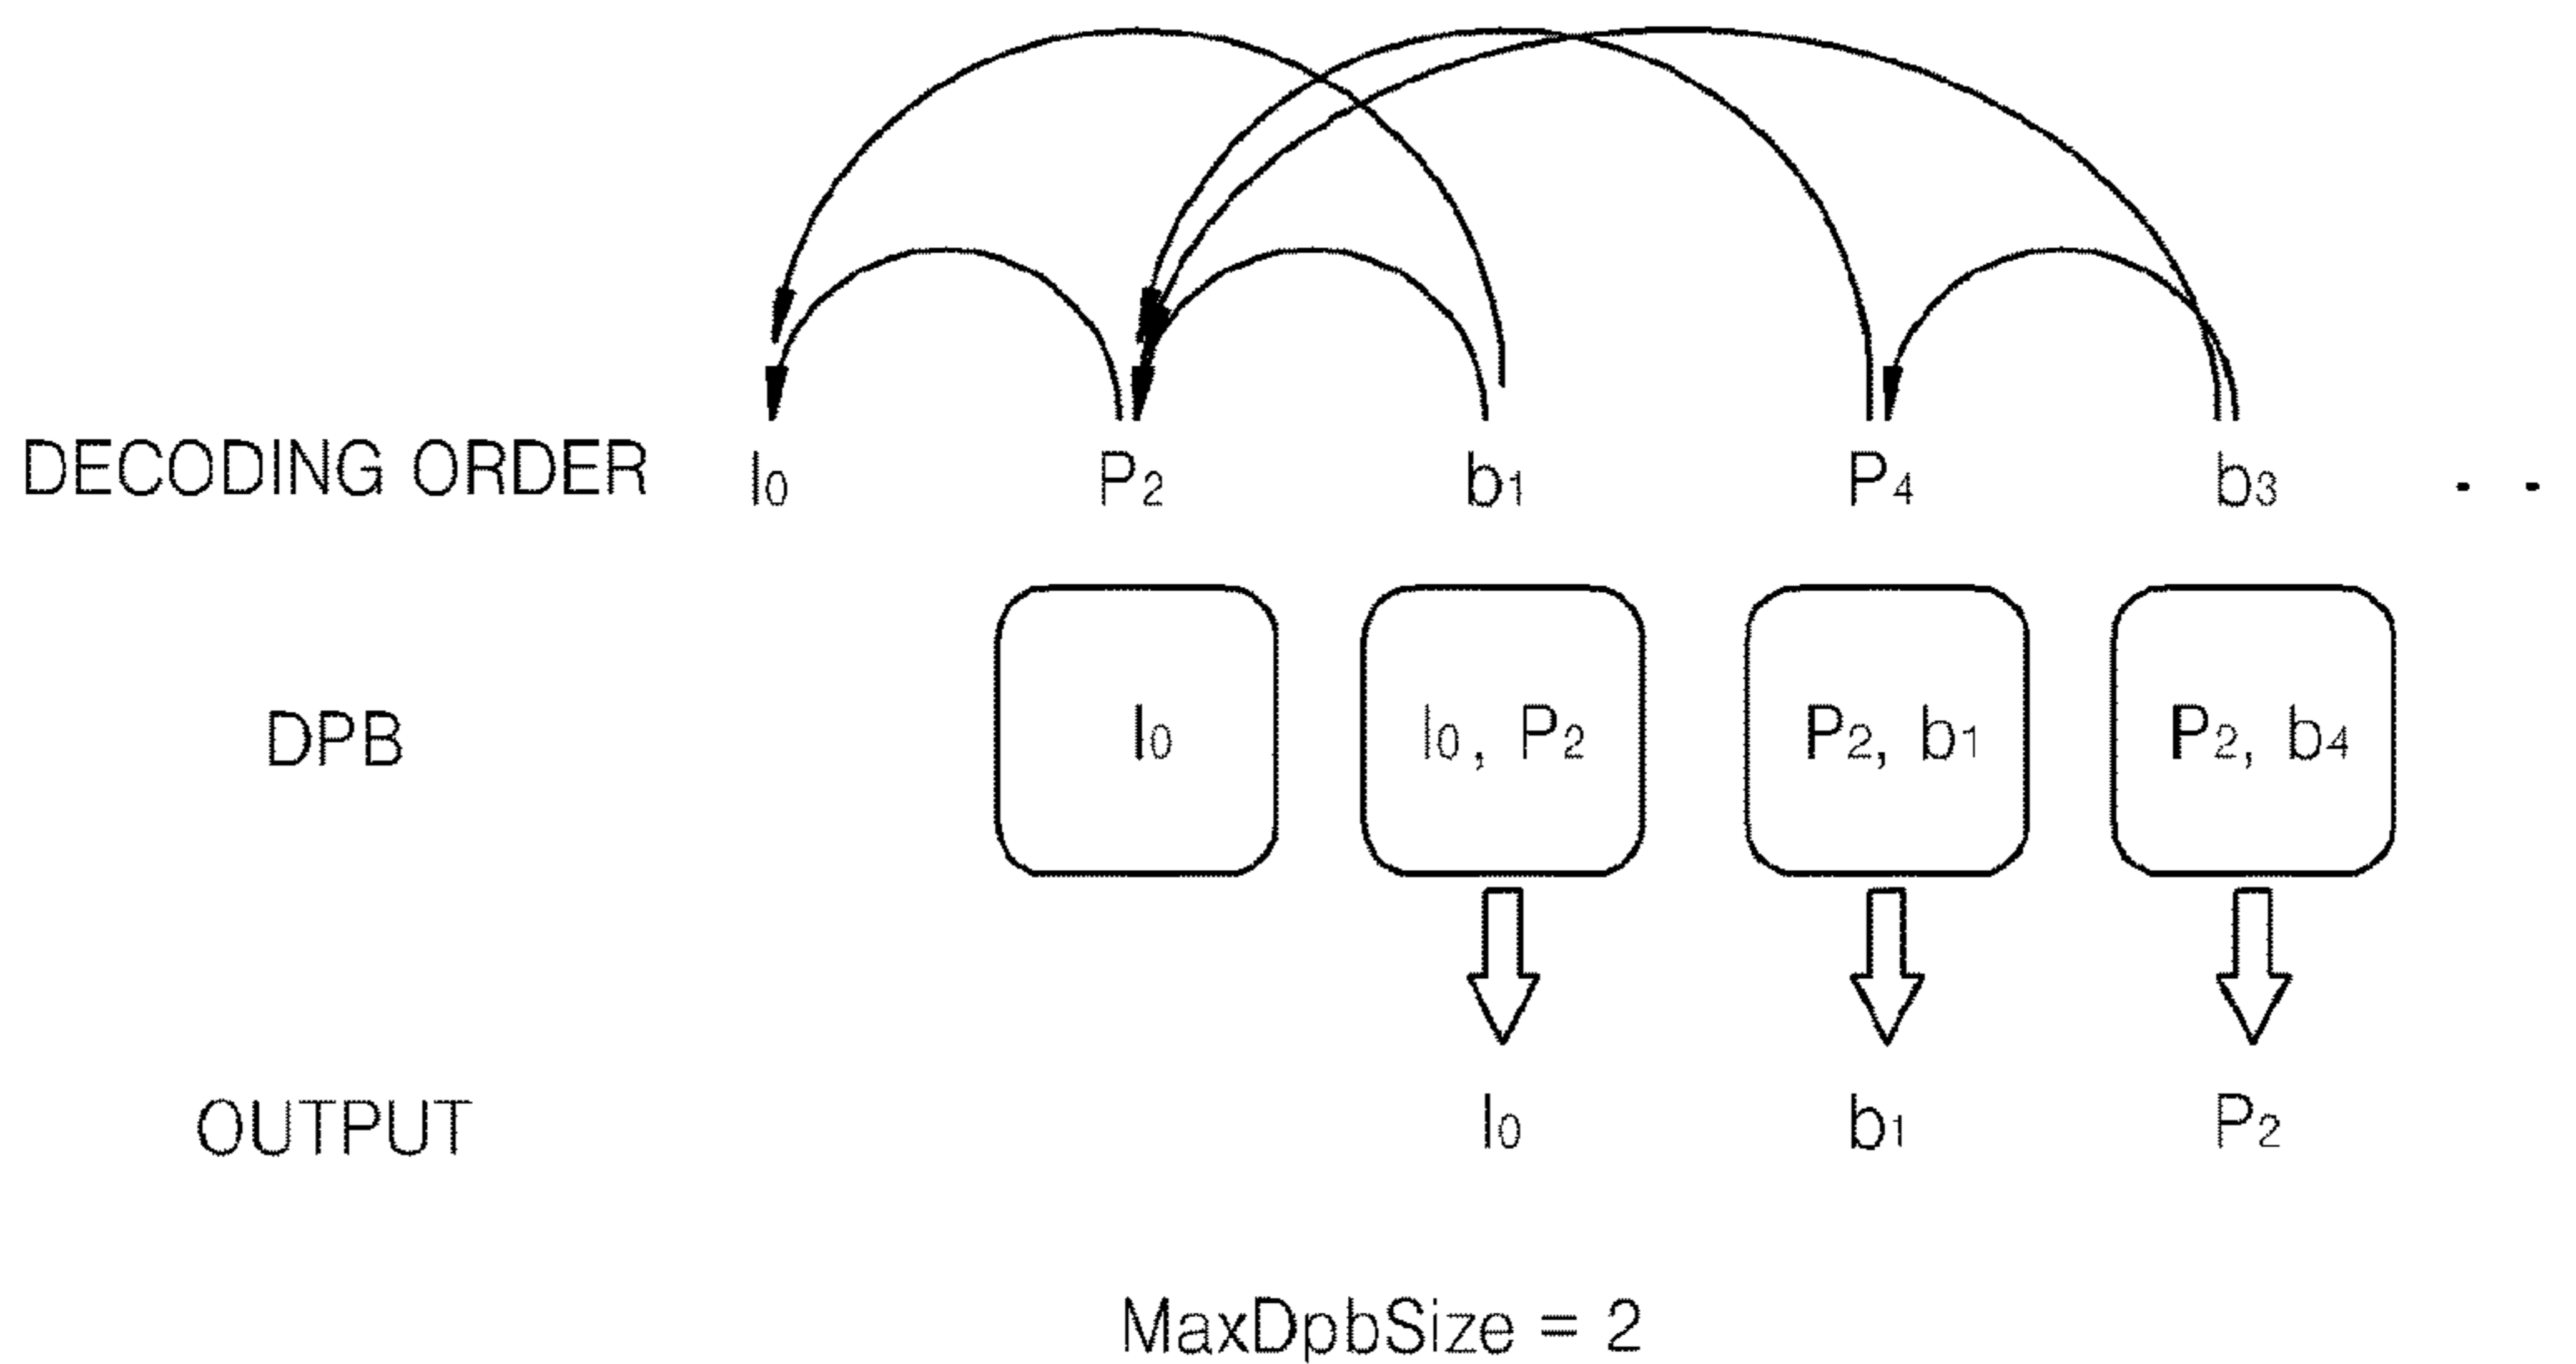 DECODING ORDER I0 P2 b1 P4 b3 . .
DPB I0 I0, P2 P2, b1 P2, b4
OUTPUT I0 b1 P2
MaxDpbSize = 2